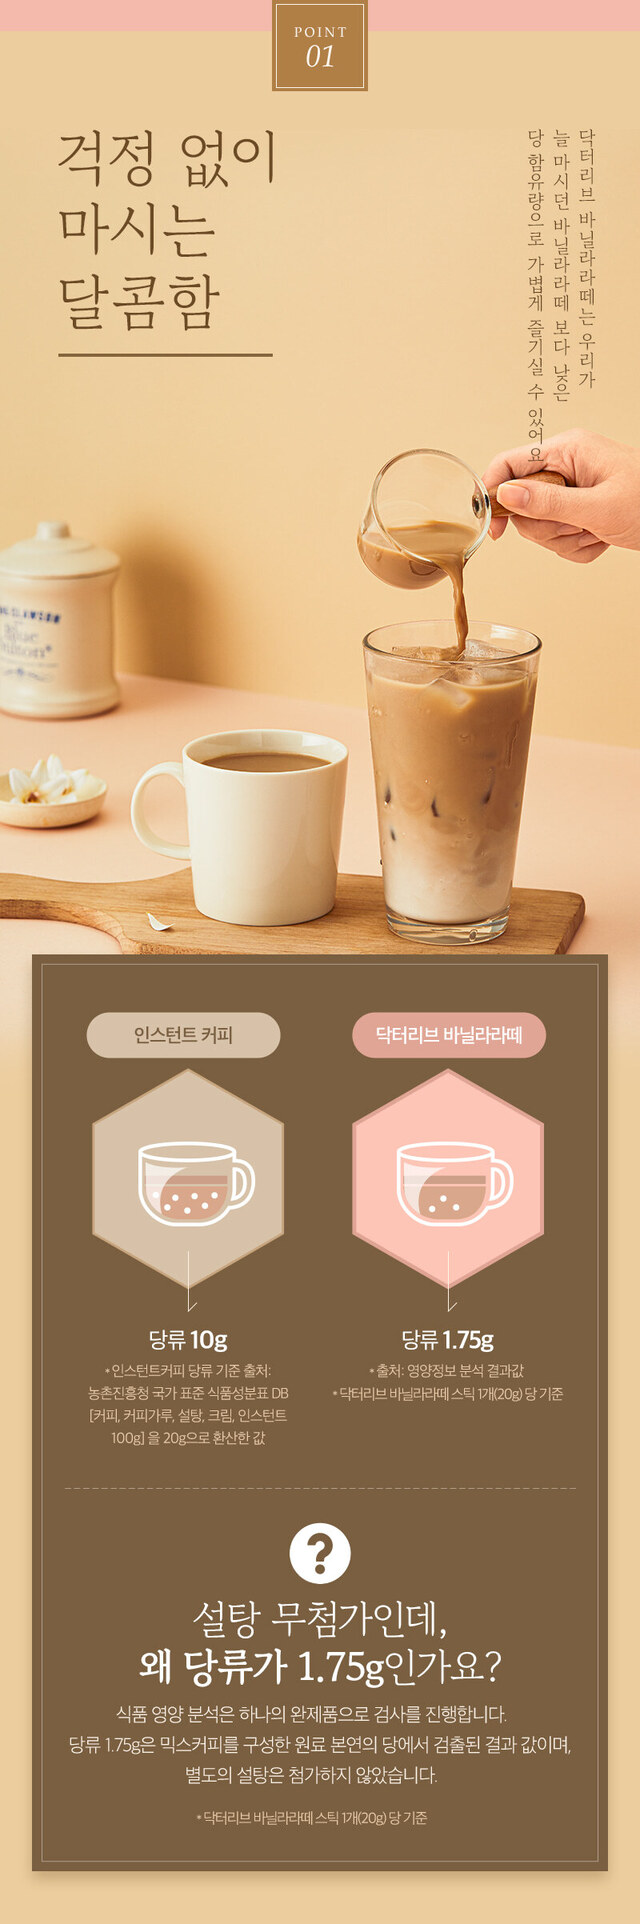 POINT
01
걱정 없이
마시는
달콤함
닥터리브 바닐라라떼는 우리가
늘 마시던 바닐라라떼 보다 낮은
당 함유량으로 가볍게 즐기실 수 있어요
인스턴트 커피
닥터리브 바닐라라떼
당류 10g
*인스턴트커피 당류 기준 출처:
농촌진흥청 국가 표준 식품성분표 DB
[커피, 커피가루, 설탕, 크림, 인스턴트
100g] 을 20g으로 환산한 값
당류 1.75g
*출처: 영양정보 분석 결과값
*닥터리브 바닐라라떼 스틱 1개(20g) 당 기준
?
설탕 무첨가인데,
왜 당류가 1.75g인가요?
식품 영양 분석은 하나의 완제품으로 검사를 진행합니다.
당류 1.75g은 믹스커피를 구성한 원료 본연의 당에서 검출된 결과 값이며,
별도의 설탕은 첨가하지 않았습니다.
*닥터리브 바닐라라떼 스틱 1개(20g) 당 기준